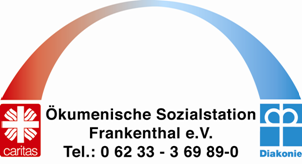 Ökumenische Sozialstation
Frankenthal e.V.
Tel.: 0 62 33 - 3 69 89-0
caritas
Diakonie